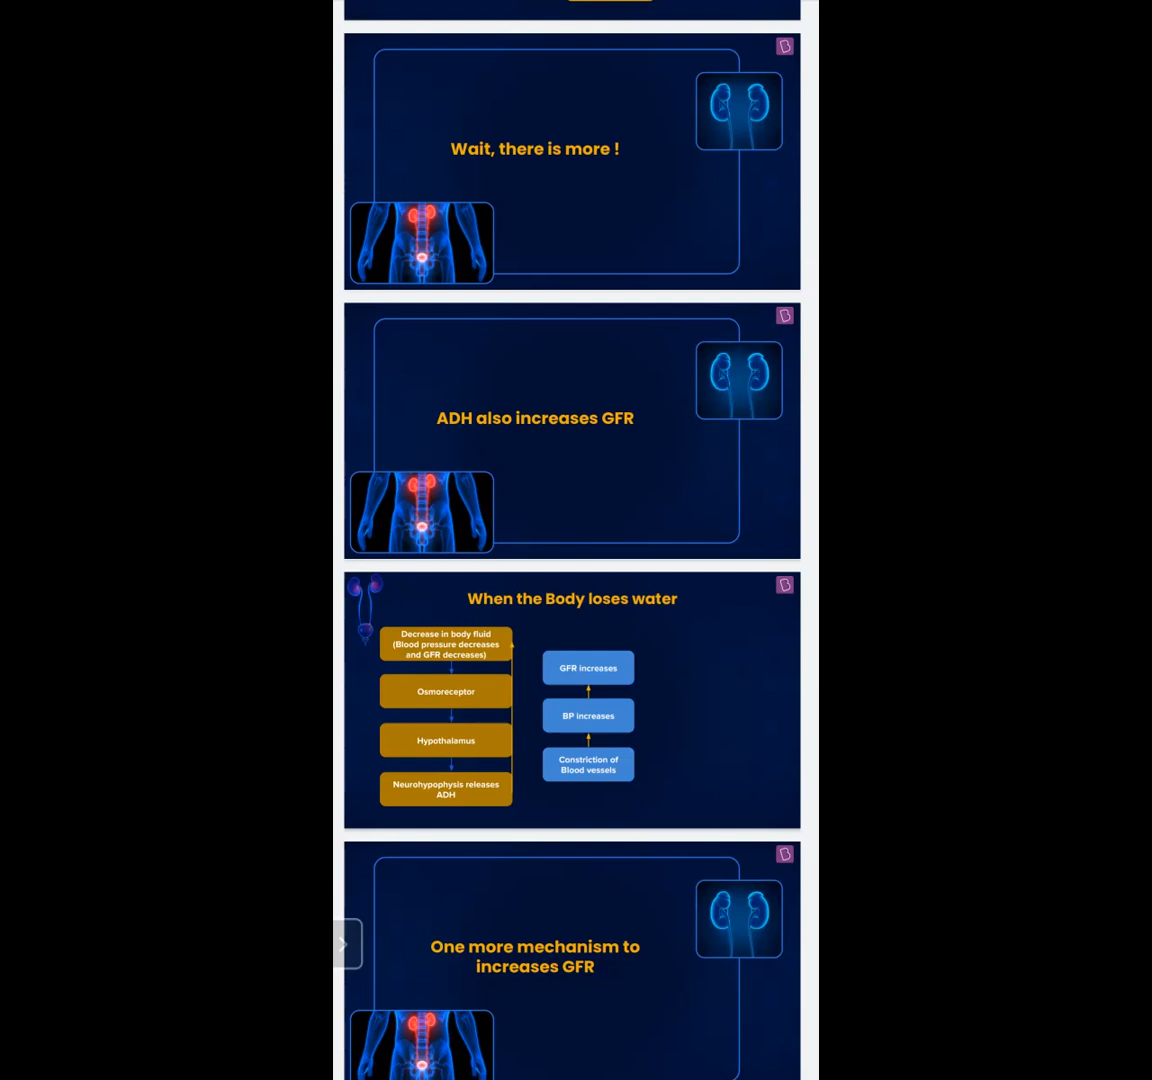 Wait, there is more !
ADH also increases GFR
When the Body loses water
Decrease in body fluid
(Blood pressure decreases
and GFR decreases)
Osmoreceptor
Hypothalamus
Neurohypophysis releases
ADH
GFR increases
BP increases
Constriction of
Blood vessels
One more mechanism to
increases GFR